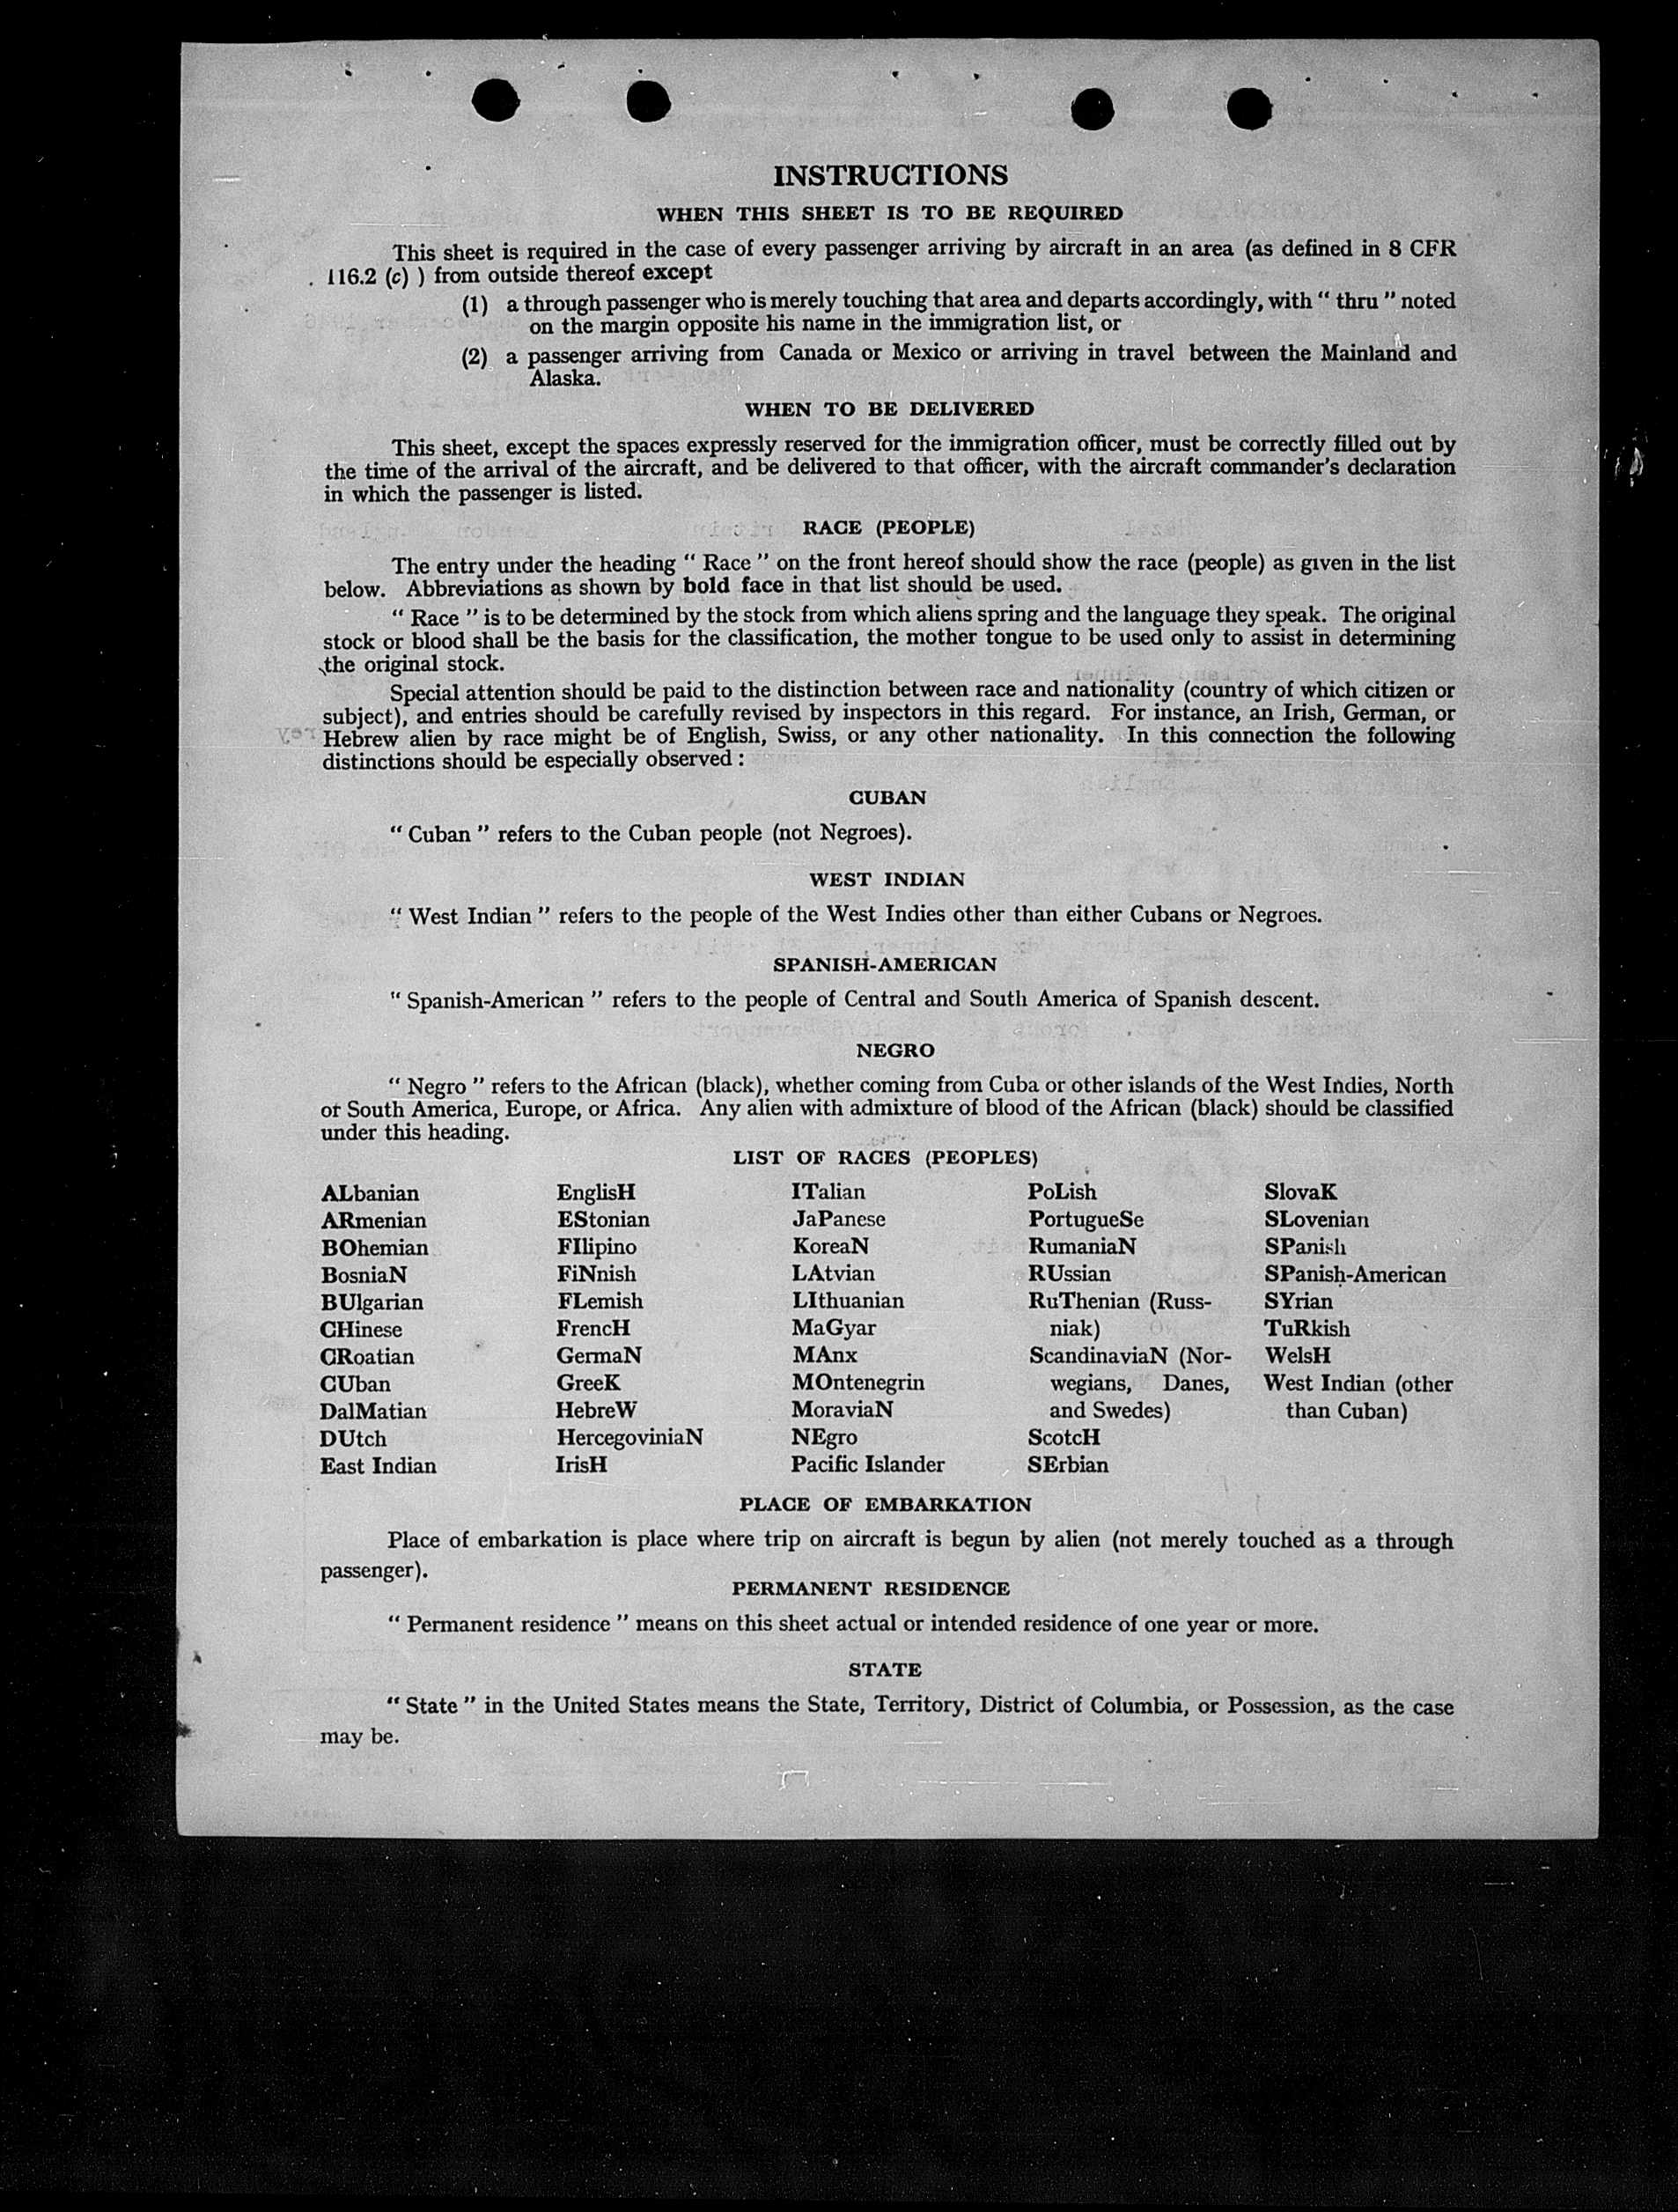 INSTRUCTIONS
WHEN THIS SHEET IS TO BE REQUIRED
This sheet is required in the case of every passenger arriving by aircraft in an area (as defined in 8 CFR
116.2 (c) ) from outside thereof except
(1) a through passenger who is merely touching that area and departs accordingly, with “ thru ” noted
on the margin opposite his name in the immigration list, or
(2) a passenger arriving from Canada or Mexico or arriving in travel between the Mainland and
Alaska.
WHEN TO BE DELIVERED
This sheet, except the spaces expressly reserved for the immigration officer, must be correctly filled out by
the time of the arrival of the aircraft, and be delivered to that officer, with the aircraft commander's declaration
in which the passenger is listed.
RACE (PEOPLE)
The entry under the heading “ Race ” on the front hereof should show the race (people) as given in the list
below. Abbreviations as shown by bold face in that list should be used.
“ Race ” is to be determined by the stock from which aliens spring and the language they speak. The original
stock or blood shall be the basis for the classification, the mother tongue to be used only to assist in determining
the original stock.
Special attention should be paid to the distinction between race and nationality (country of which citizen or
subject), and entries should be carefully revised by inspectors in this regard. For instance, an Irish, German, or
Hebrew alien by race might be of English, Swiss, or any other nationality. In this connection the following
distinctions should be especially observed :
CUBAN
“ Cuban ” refers to the Cuban people (not Negroes).
WEST INDIAN
“ West Indian ” refers to the people of the West Indies other than either Cubans or Negroes.
SPANISH-AMERICAN
“ Spanish-American ” refers to the people of Central and South America of Spanish descent.
NEGRO
“ Negro ” refers to the African (black), whether coming from Cuba or other islands of the West Indies, North
or South America, Europe, or Africa. Any alien with admixture of blood of the African (black) should be classified
under this heading.
LIST OF RACES (PEOPLES)
ALbanian
ARmenian
BOhemian
BosniaN
BUlgarian
CHinese
CRoatian
CUban
DalMatian
DUtch
East Indian
EnglisH
EStonian
FIlipino
FiNnish
FLemish
FrencH
GermaN
GreeK
HebreW
HercegoviniaN
IrisH
ITalian
JaPanese
KoreaN
LAtvian
LIthuanian
MaGyar
MAnx
MOntenegrin
MoraviaN
NEgro
Pacific Islander
PoLish
PortugueSe
RumaniaN
RUssian
RuThenian (Russ-
niak)
ScandinaviaN (Nor-
wegians, Danes,
and Swedes)
ScotcH
SErbian
SlovaK
SLovenian
SPanish
SPanish-American
SYrian
TuRkish
WelsH
West Indian (other
than Cuban)
PLACE OF EMBARKATION
Place of embarkation is place where trip on aircraft is begun by alien (not merely touched as a through
passenger).
PERMANENT RESIDENCE
“ Permanent residence ” means on this sheet actual or intended residence of one year or more.
STATE
“ State ” in the United States means the State, Territory, District of Columbia, or Possession, as the case
may be.